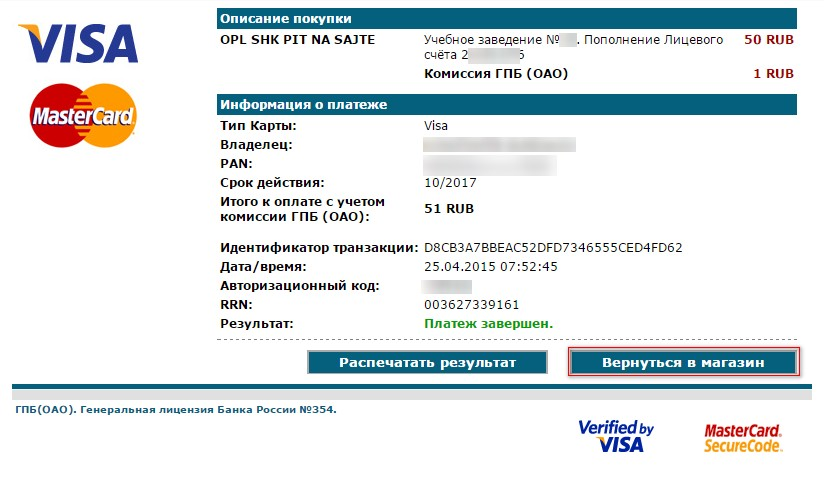 VISA
MasterCard
Описание покупки
OPL SHK PIT NA SAJTE Учебное заведение № . Пополнение Лицевого 50 RUB
счёта 2 6
Комиссия ГПБ (ОАО) 1 RUB
Информация о платеже
Тип Карты: Visa
Владелец:
PAN:
Срок действия: 10/2017
Итого к оплате с учетом
комиссии ГПБ (ОАО): 51 RUB
Идентификатор транзакции: D8CB3A7BBEAC52DFD7346555CED4FD62
Дата/время: 25.04.2015 07:52:45
Авторизационный код:
RRN: 003627339161
Результат: Платеж завершен.
Распечатать результат Вернуться в магазин
ГПБ(ОАО). Генеральная лицензия Банка России №354.
Verified by
VISA
MasterCard.
SecureCode.